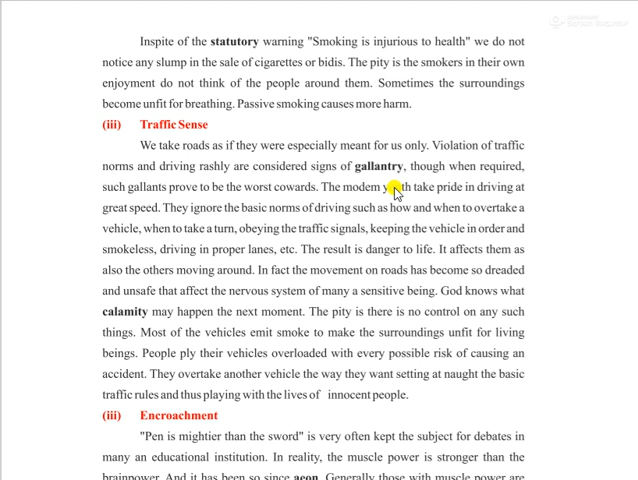 Inspite of the statutory warning "Smoking is injurious to health" we do not
notice any slump in the sale of cigarettes or bidis. The pity is the smokers in their own
enjoyment do not think of the people around them. Sometimes the surroundings
become unfit for breathing. Passive smoking causes more harm.
(iii) Traffic Sense
We take roads as if they were especially meant for us only. Violation of traffic
norms and driving rashly are considered signs of gallantry, though when required,
such gallants prove to be the worst cowards. The modem youth take pride in driving at
great speed. They ignore the basic norms of driving such as how and when to overtake a
vehicle, when to take a turn, obeying the traffic signals, keeping the vehicle in order and
smokeless, driving in proper lanes, etc. The result is danger to life. It affects them as
also the others moving around. In fact the movement on roads has become so dreaded
and unsafe that affect the nervous system of many a sensitive being. God knows what
calamity may happen the next moment. The pity is there is no control on any such
things. Most of the vehicles emit smoke to make the surroundings unfit for living
beings. People ply their vehicles overloaded with every possible risk of causing an
accident. They overtake another vehicle the way they want setting at naught the basic
traffic rules and thus playing with the lives of innocent people.
(iii) Encroachment
"Pen is mightier than the sword" is very often kept the subject for debates in
many an educational institution. In reality, the muscle power is stronger than the
brainpower. And it has been so since aeon. Generally those with muscle power are